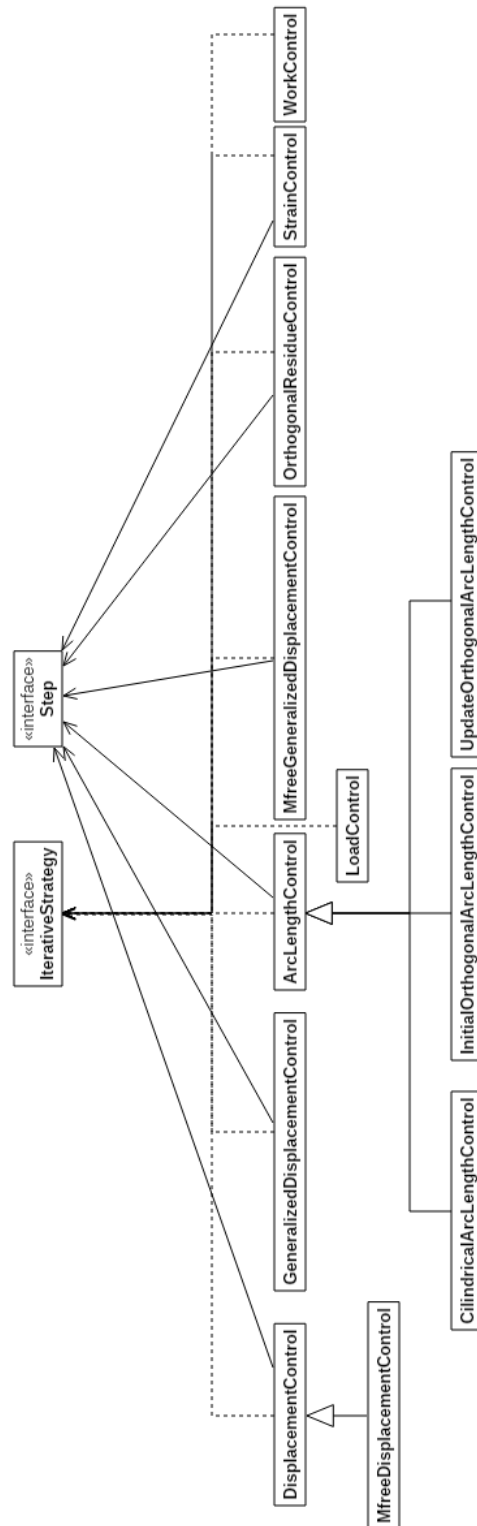 «interface»
IterativeStrategy
«interface»
Step
DisplacementControl
GeneralizedDisplacementControl
ArcLengthControl
MfreeGeneralizedDisplacementControl
OrthogonalResidueControl
StrainControl
WorkControl
MfreeDisplacementControl
LoadControl
CilindricalArcLengthControl
InitialOrthogonalArcLengthControl
UpdateOrthogonalArcLengthControl